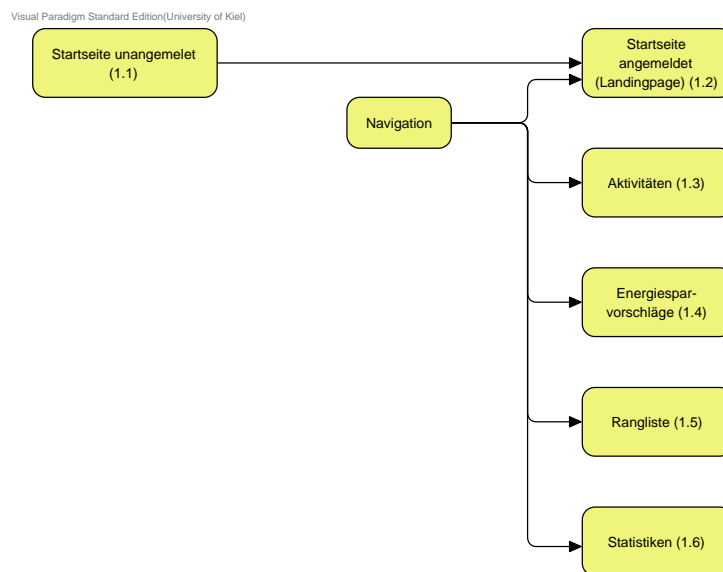 Visual Paradigm Standard Edition(University of Kiel)
Startseite unangemelet
(1.1)
Startseite
angemeldet
(Landingpage) (1.2)
Navigation
Aktivitäten (1.3)
Energiespar-
vorschläge (1.4)
Rangliste (1.5)
Statistiken (1.6)